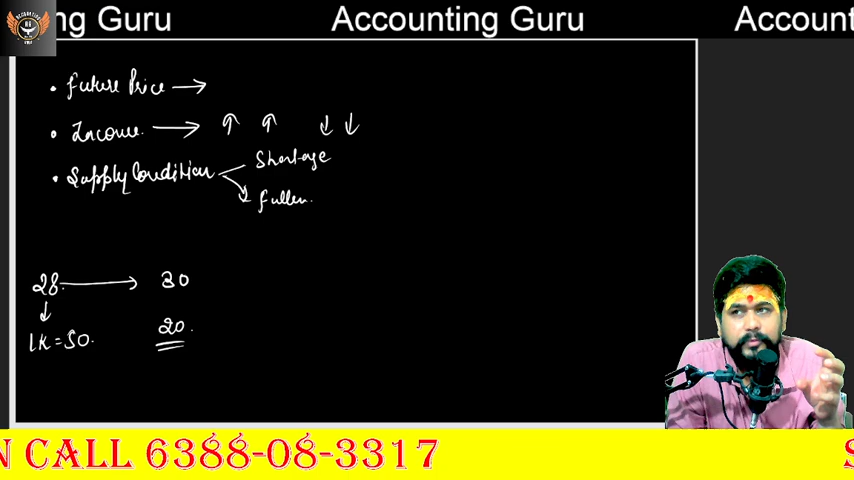 ng Guru Accounting Guru Account
• Future Price →
• Income → ↑ ↑ ↓ ↓
• Supply Condition
Shortage
Fullen.
28 → 30
↓
1K = 50. 20.
N CALL 6388-08-3317 S